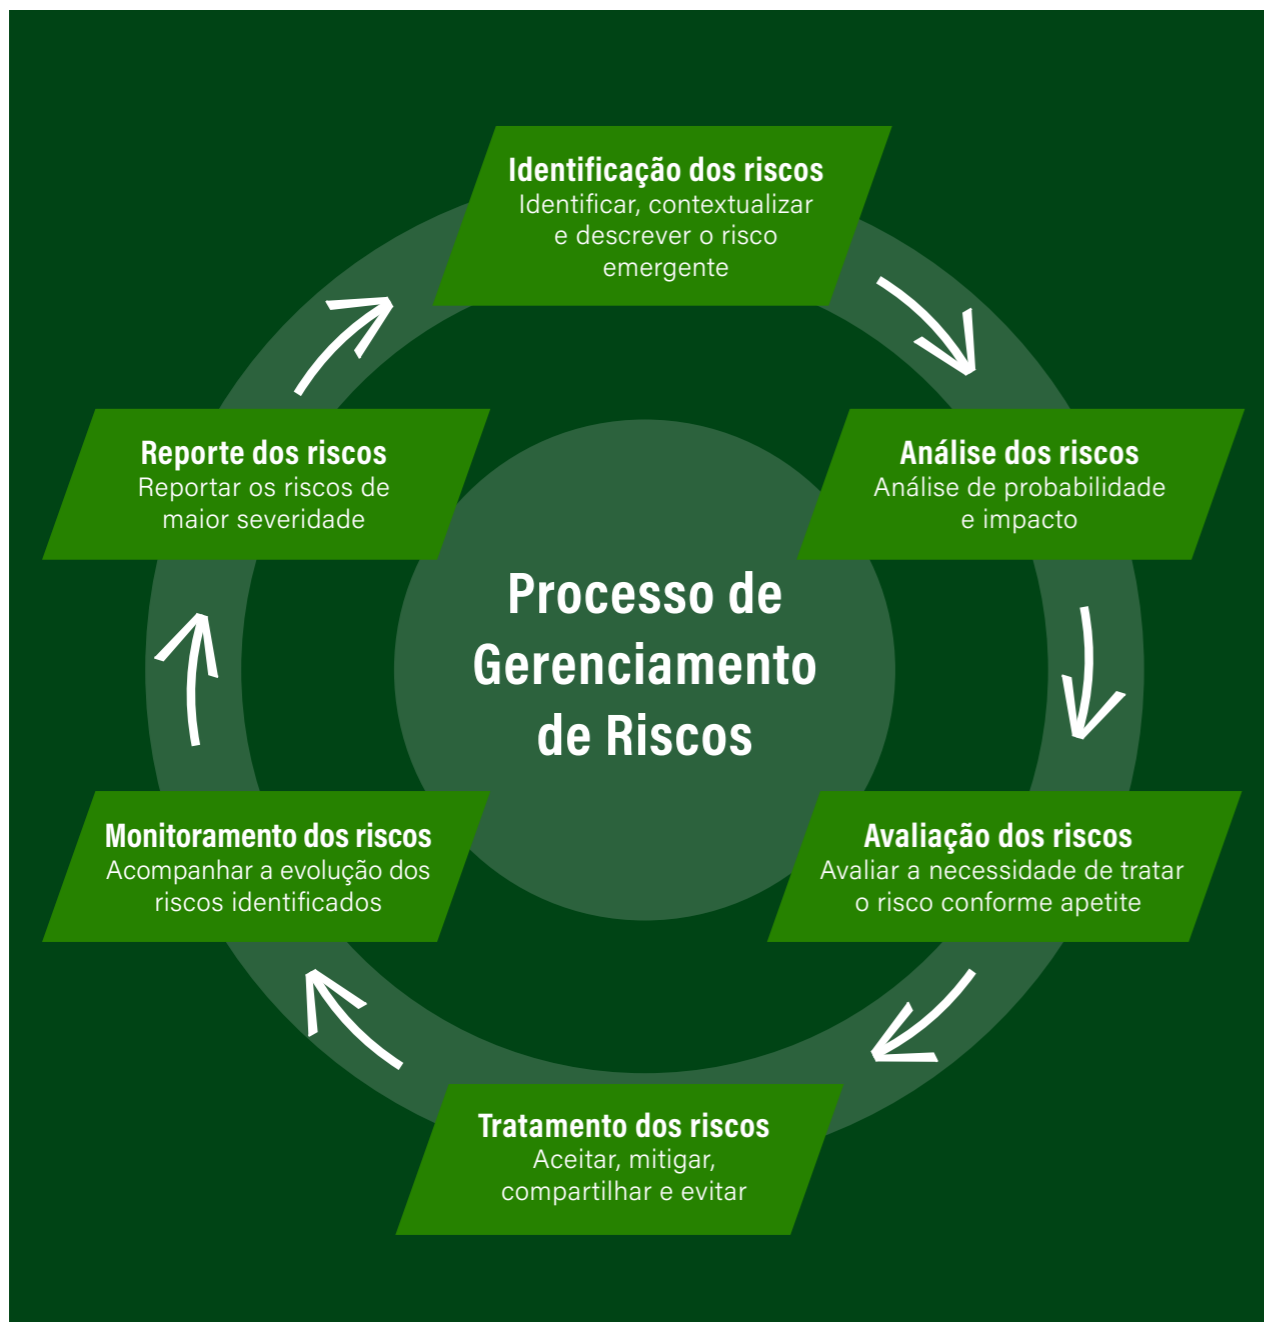 Identificação dos riscos
Identificar, contextualizar
e descrever o risco
emergente
Análise dos riscos
Análise de probabilidade
e impacto
Avaliação dos riscos
Avaliar a necessidade de tratar
o risco conforme apetite
Tratamento dos riscos
Aceitar, mitigar,
compartilhar e evitar
Monitoramento dos riscos
Acompanhar a evolução dos
riscos identificados
Reporte dos riscos
Reportar os riscos de
maior severidade
Processo de
Gerenciamento
de Riscos